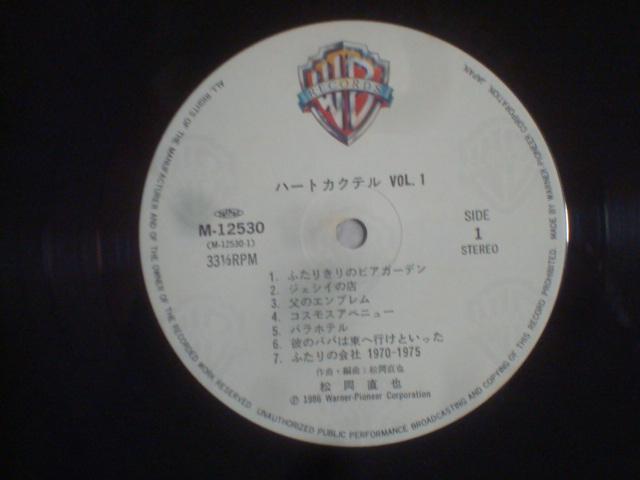 WB
RECORDS
ハートカクテル VOL.1
M-12530
(M-12530-1)
33⅓RPM
SIDE
1
STEREO
1. ふたりきりのビアガーデン
2. ジェシイの店
3. 父のエンブレム
4. コスモスアベニュー
5. バラホテル
6. 彼のパパは東へ行けといった
7. ふたりの会社 1970-1975
作曲・編曲：松岡直也
松岡直也
Ⓟ 1986 Warner-Pioneer Corporation
ALL RIGHTS OF THE MANUFACTURER AND OF THE OWNER OF THE RECORDED WORK RESERVED. UNAUTHORIZED PUBLIC PERFORMANCE BROADCASTING AND COPYING OF THIS RECORD PROHIBITED. MADE BY WARNER-PIONEER CORPORATION, JAPAN.